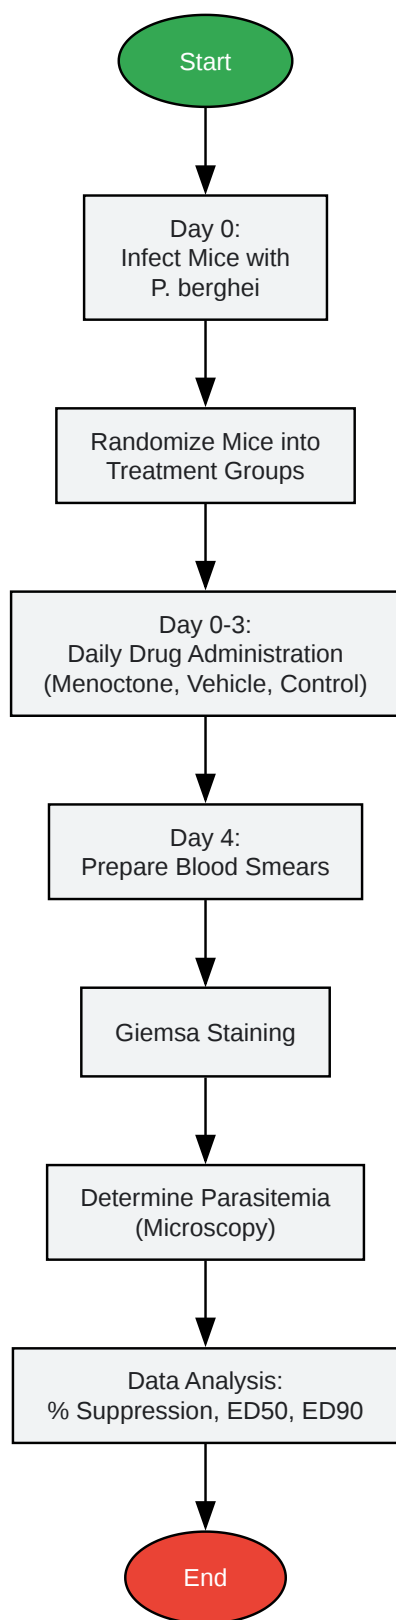 Start
Day 0:
Infect Mice with
P. berghei
Randomize Mice into
Treatment Groups
Day 0-3:
Daily Drug Administration
(Menoctone, Vehicle, Control)
Day 4:
Prepare Blood Smears
Giemsa Staining
Determine Parasitemia
(Microscopy)
Data Analysis:
% Suppression, ED50, ED90
End